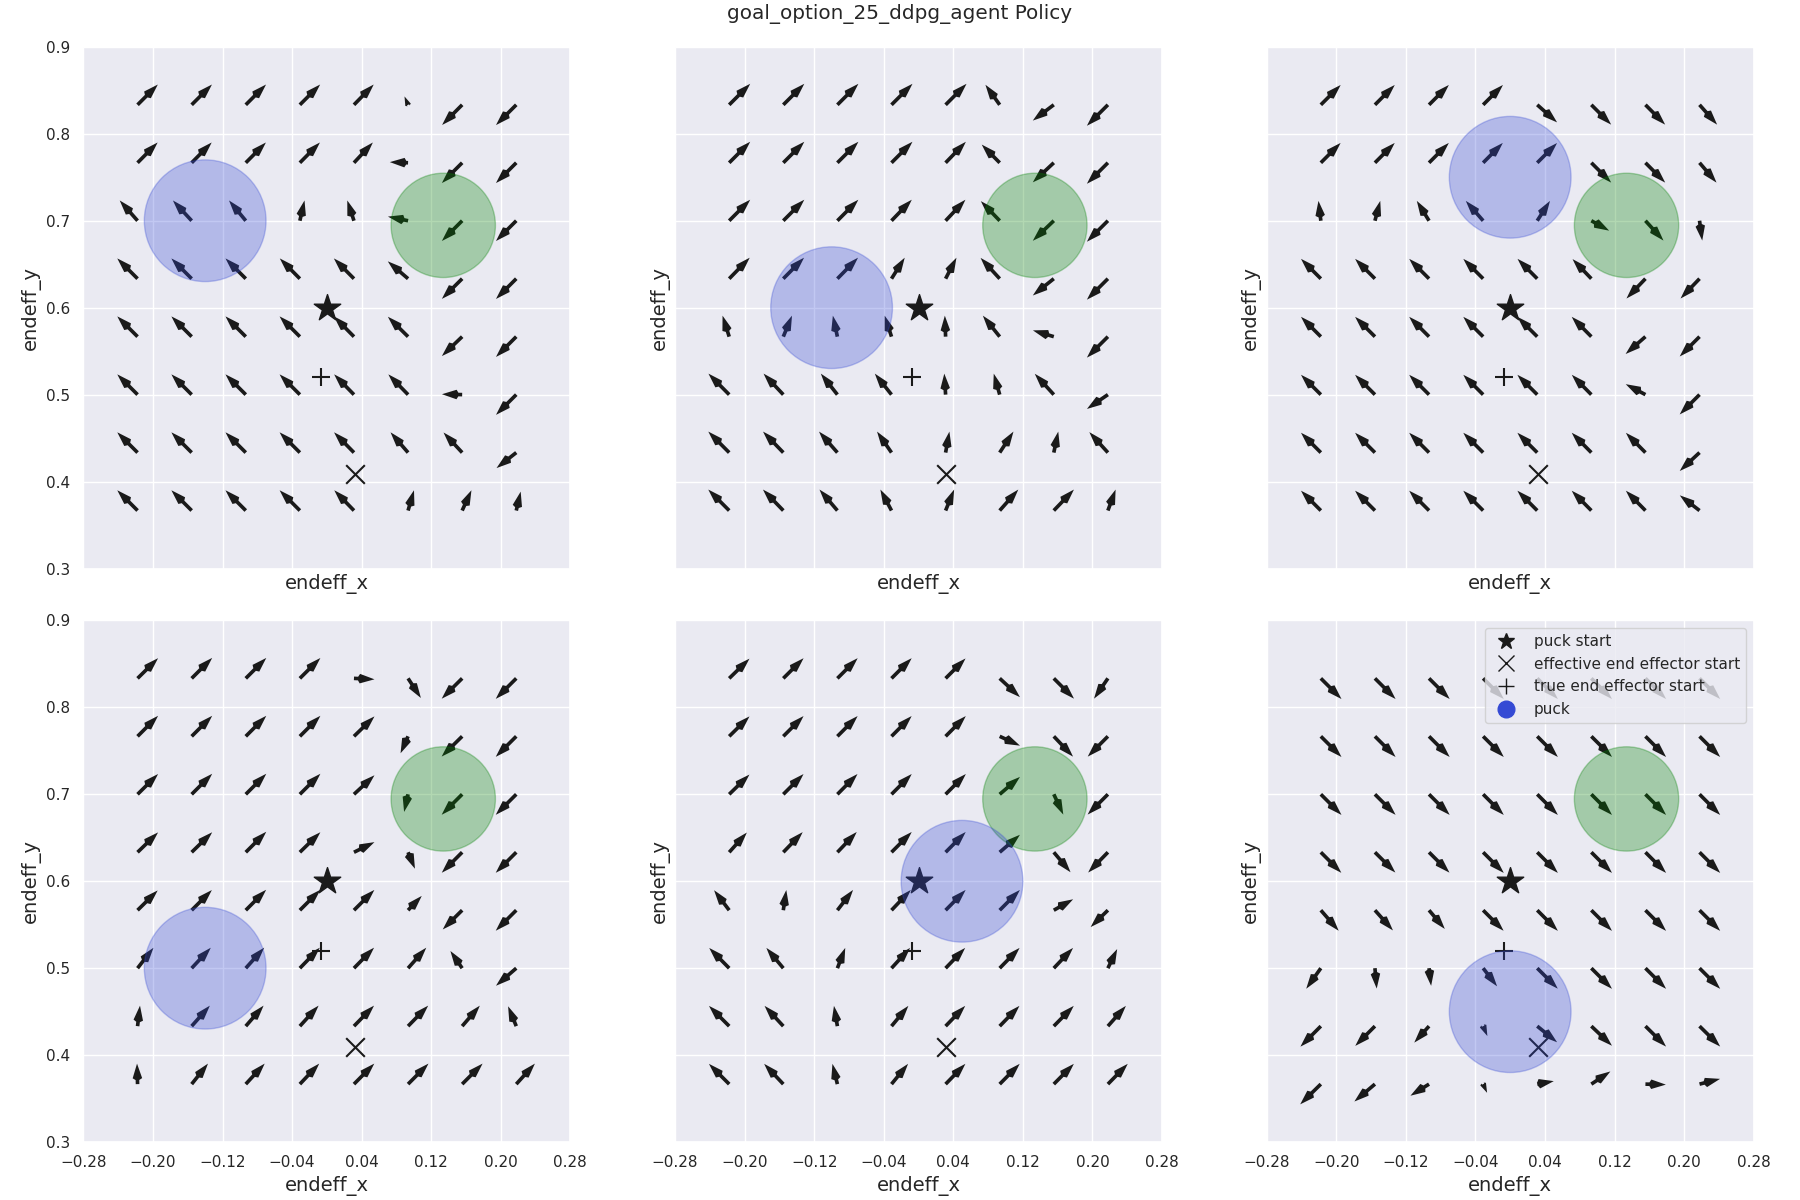 goal_option_25_ddpg_agent Policy
0.9
0.8
0.7
0.6
0.5
0.4
0.3
endeff_y
endeff_x
endeff_y
endeff_x
endeff_y
endeff_x
0.9
0.8
0.7
0.6
0.5
0.4
0.3
endeff_y
−0.28 −0.20 −0.12 −0.04 0.04 0.12 0.20 0.28
endeff_x
endeff_y
−0.28 −0.20 −0.12 −0.04 0.04 0.12 0.20 0.28
endeff_x
puck start
effective end effector start
true end effector start
puck
endeff_y
−0.28 −0.20 −0.12 −0.04 0.04 0.12 0.20 0.28
endeff_x